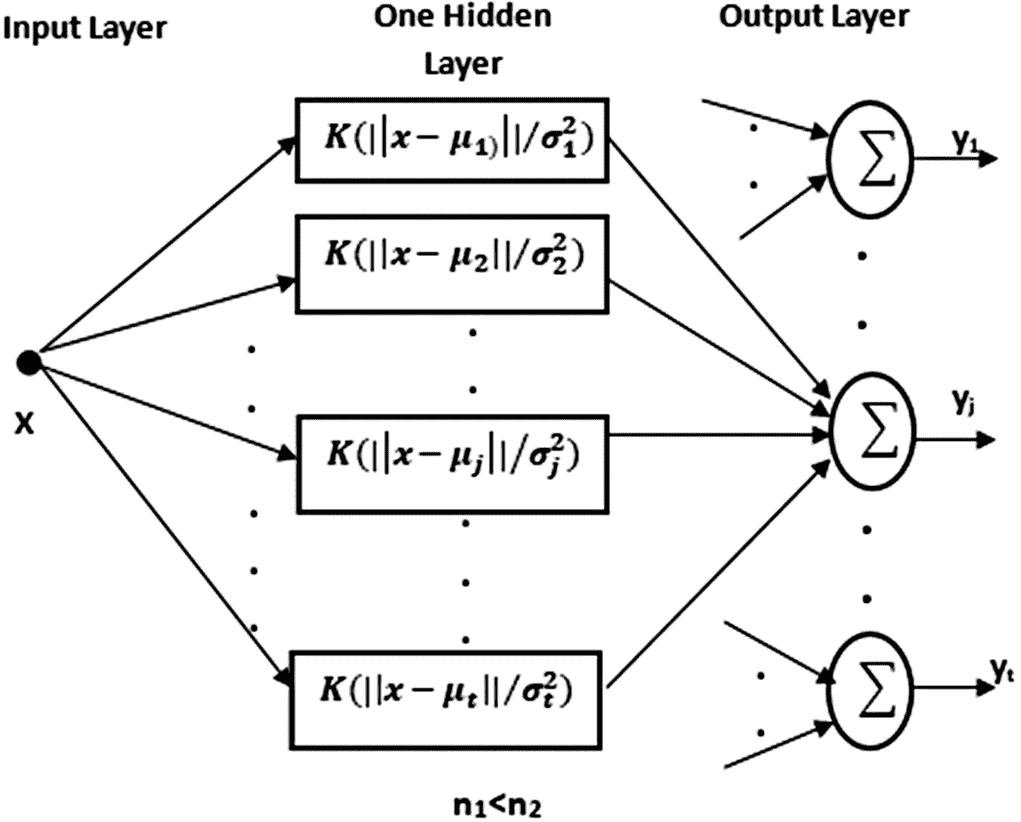 Input Layer
One Hidden
Layer
Output Layer
K(||x − μ₁)||/σ₁²)
K(||x − μ₂||/σ₂²)
K(||x − μⱼ||/σⱼ²)
K(||x − μₜ||/σₜ²)
X
∑
y₁
∑
yⱼ
∑
yₜ
n₁<n₂